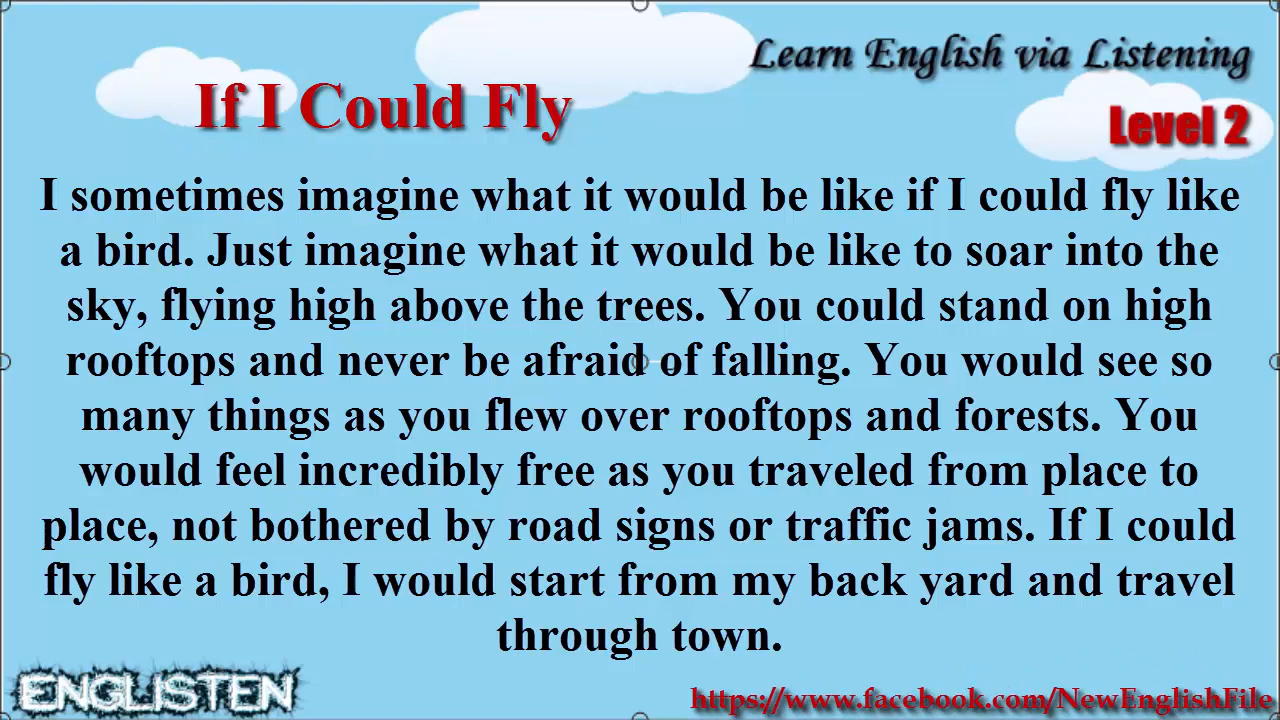 Learn English via Listening
If I Could Fly
Level 2
I sometimes imagine what it would be like if I could fly like
a bird. Just imagine what it would be like to soar into the
sky, flying high above the trees. You could stand on high
rooftops and never be afraid of falling. You would see so
many things as you flew over rooftops and forests. You
would feel incredibly free as you traveled from place to
place, not bothered by road signs or traffic jams. If I could
fly like a bird, I would start from my back yard and travel
through town.
ENGLISTEN
https://www.facebook.com/NewEnglishFile